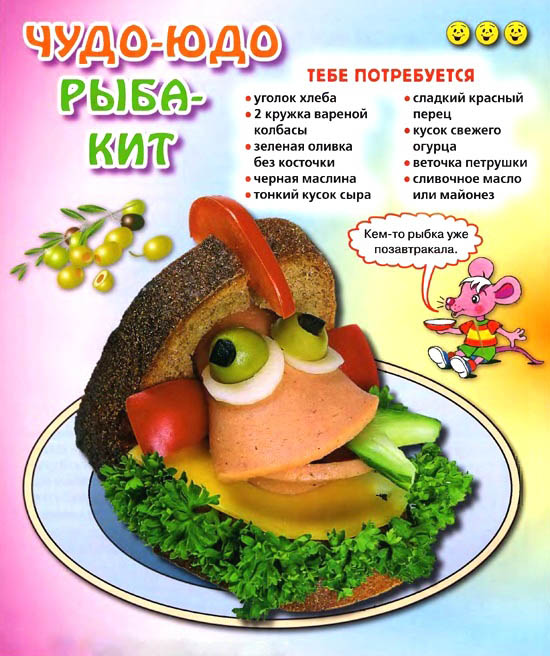 ЧУДО-ЮДО
РЫБА-
КИТ
ТЕБЕ ПОТРЕБУЕТСЯ
• уголок хлеба
• 2 кружка вареной
колбасы
• зеленая оливка
без косточки
• черная маслина
• тонкий кусок сыра
• сладкий красный
перец
• кусок свежего
огурца
• веточка петрушки
• сливочное масло
или майонез
Кем-то рыбка уже
позавтракала.